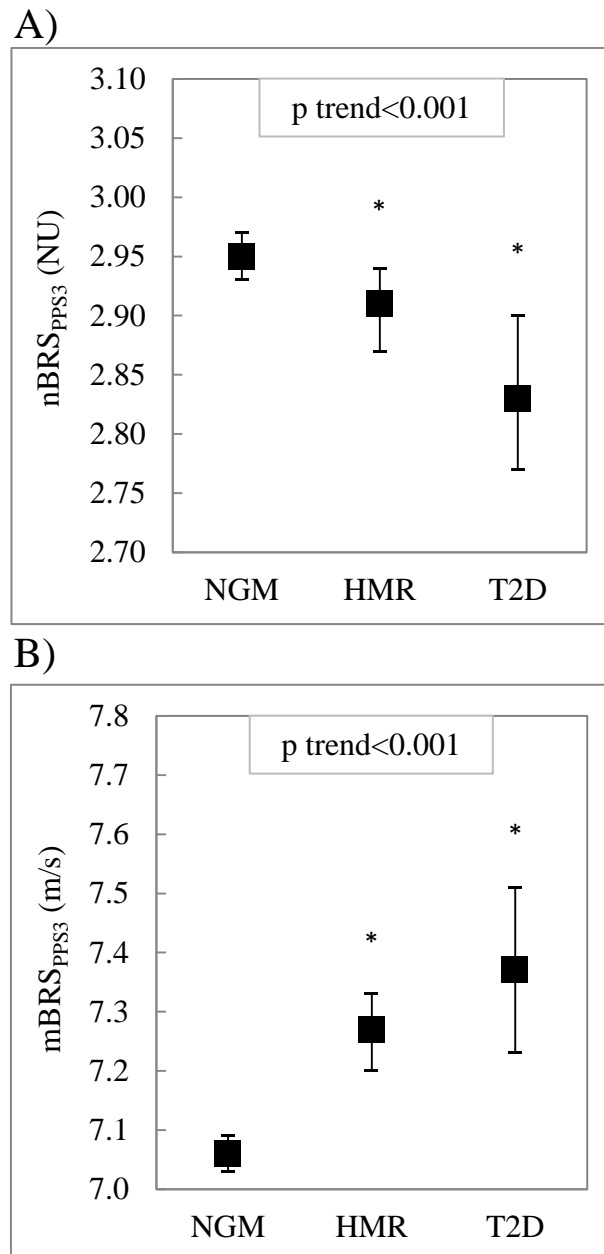 A)
p trend<0.001
3.10
3.05
3.00
2.95
2.90
2.85
2.80
2.75
2.70
nBRSPPS3 (NU)
*
*
NGM HMR T2D
B)
p trend<0.001
7.8
7.7
7.6
7.5
7.4
7.3
7.2
7.1
7.0
mBRSPPS3 (m/s)
*
*
NGM HMR T2D